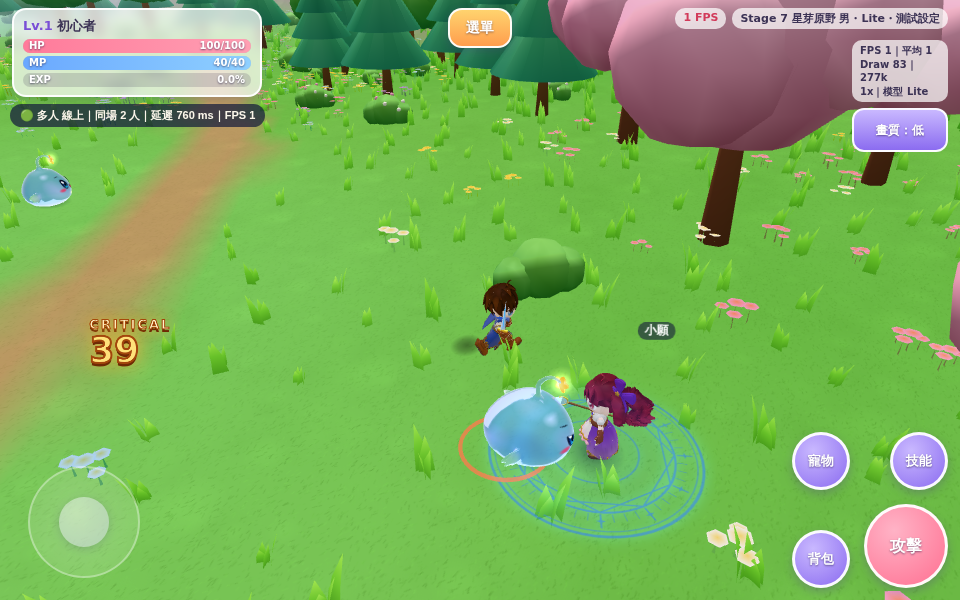 Lv.1 初心者
HP 100/100
MP 40/40
EXP 0.0%
多人 線上｜同場 2 人｜延遲 760 ms｜FPS 1
選單
1 FPS
Stage 7 星芽原野 男・Lite・測試設定
FPS 1｜平均 1
Draw 83｜
277k
1x｜模型 Lite
畫質：低
CRITICAL
39
小願
寵物
技能
攻擊
背包